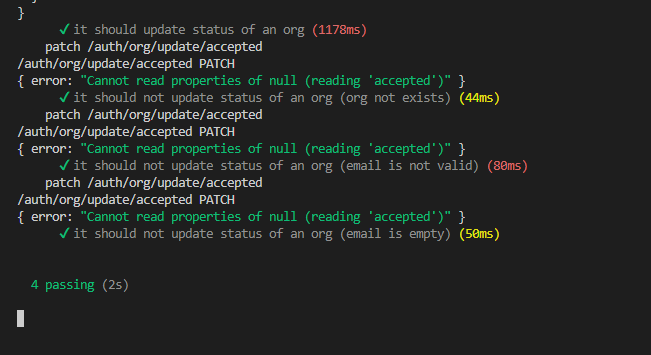 }
✓ it should update status of an org (1178ms)
patch /auth/org/update/accepted
/auth/org/update/accepted PATCH
{ error: "Cannot read properties of null (reading 'accepted')" }
✓ it should not update status of an org (org not exists) (44ms)
patch /auth/org/update/accepted
/auth/org/update/accepted PATCH
{ error: "Cannot read properties of null (reading 'accepted')" }
✓ it should not update status of an org (email is not valid) (80ms)
patch /auth/org/update/accepted
/auth/org/update/accepted PATCH
{ error: "Cannot read properties of null (reading 'accepted')" }
✓ it should not update status of an org (email is empty) (50ms)
4 passing (2s)